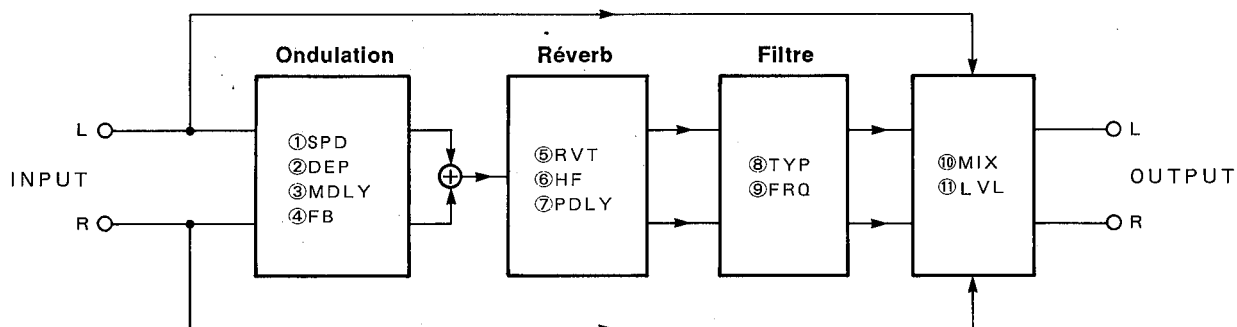 Ondulation
Réverb
Filtre
L
R
INPUT
①SPD
②DEP
③MDLY
④FB
⑤RVT
⑥HF
⑦PDLY
⑧TYP
⑨FRQ
⑩MIX
⑪LVL
L
R
OUTPUT